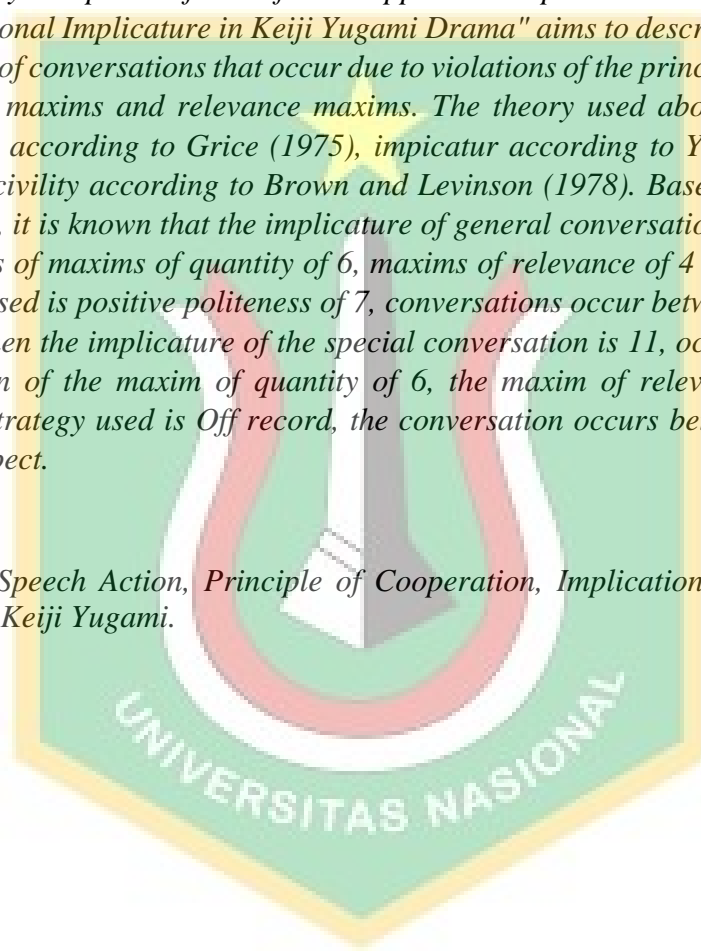 onal Implicature in Keiji Yugami Drama" aims to descr
of conversations that occur due to violations of the princ
maxims and relevance maxims. The theory used abo
according to Grice (1975), impicatur according to Y
civility according to Brown and Levinson (1978). Base
, it is known that the implicature of general conversatio
s of maxims of quantity of 6, maxims of relevance of 4
sed is positive politeness of 7, conversations occur betw
hen the implicature of the special conversation is 11, oc
n of the maxim of quantity of 6, the maxim of relev
trategy used is Off record, the conversation occurs be
pect.
Speech Action, Principle of Cooperation, Implication
Keiji Yugami.
UNIVERSITAS NASIONAL